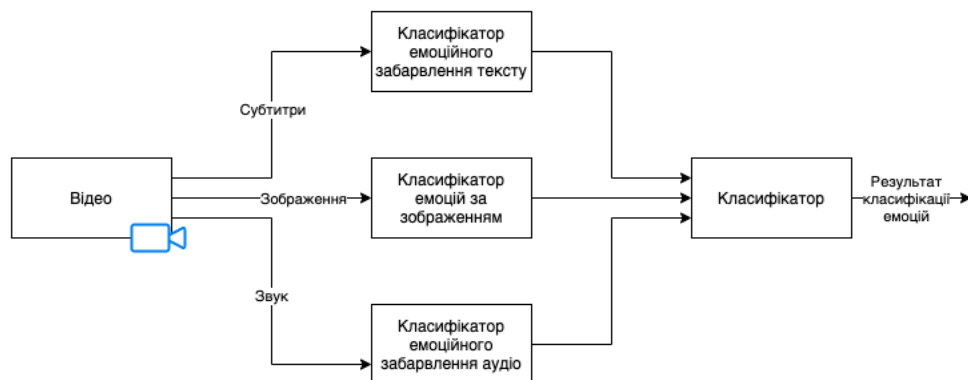 Класифікатор
емоційного
забарвлення тексту
Субтитри
Відео
Зображення
Класифікатор
емоцій за
зображенням
Класифікатор
Результат
класифікації
емоцій
Звук
Класифікатор
емоційного
забарвлення аудіо